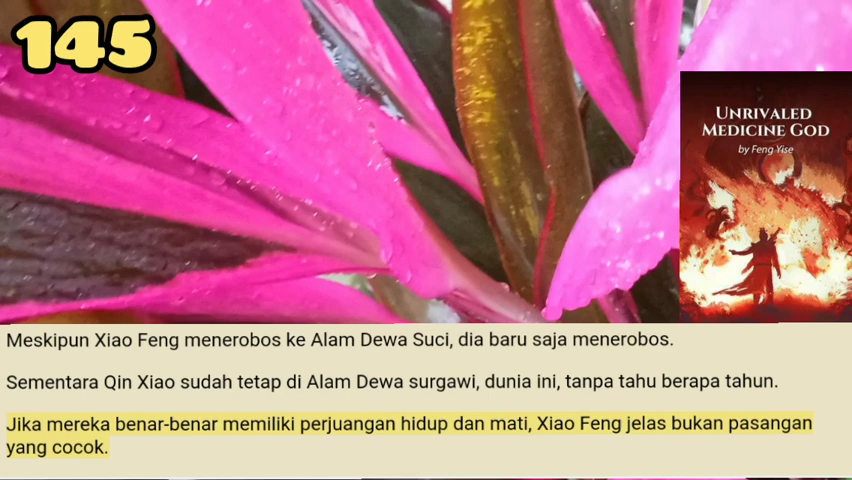 145
UNRIVALED
MEDICINE GOD
by Feng Yise
Meskipun Xiao Feng menerobos ke Alam Dewa Suci, dia baru saja menerobos.
Sementara Qin Xiao sudah tetap di Alam Dewa surgawi, dunia ini, tanpa tahu berapa tahun.
Jika mereka benar-benar memiliki perjuangan hidup dan mati, Xiao Feng jelas bukan pasangan
yang cocok.